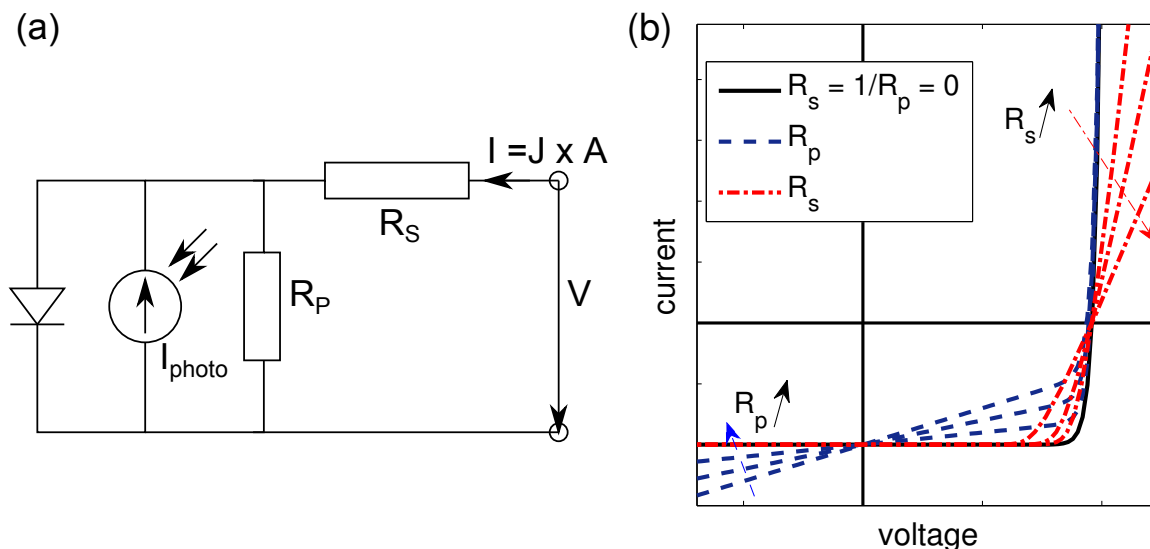 (a)
I =J x A
R_S
R_P
V
I_photo
(b)
R_s = 1/R_p = 0
R_p
R_s
R_s
R_p
current
voltage